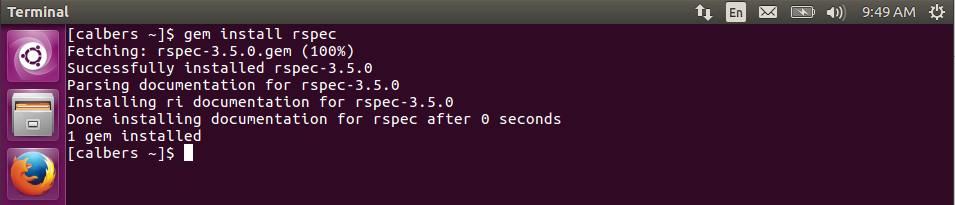 Terminal
En
9:49 AM
[calbers ~]$ gem install rspec
Fetching: rspec-3.5.0.gem (100%)
Successfully installed rspec-3.5.0
Parsing documentation for rspec-3.5.0
Installing ri documentation for rspec-3.5.0
Done installing documentation for rspec after 0 seconds
1 gem installed
[calbers ~]$